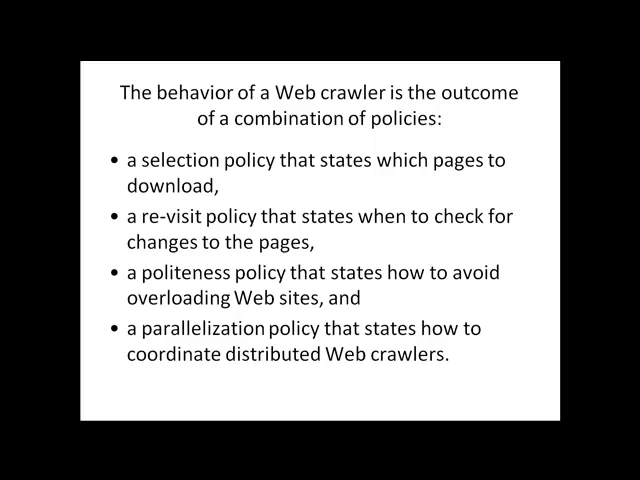 The behavior of a Web crawler is the outcome
of a combination of policies:
• a selection policy that states which pages to
download,
• a re-visit policy that states when to check for
changes to the pages,
• a politeness policy that states how to avoid
overloading Web sites, and
• a parallelization policy that states how to
coordinate distributed Web crawlers.